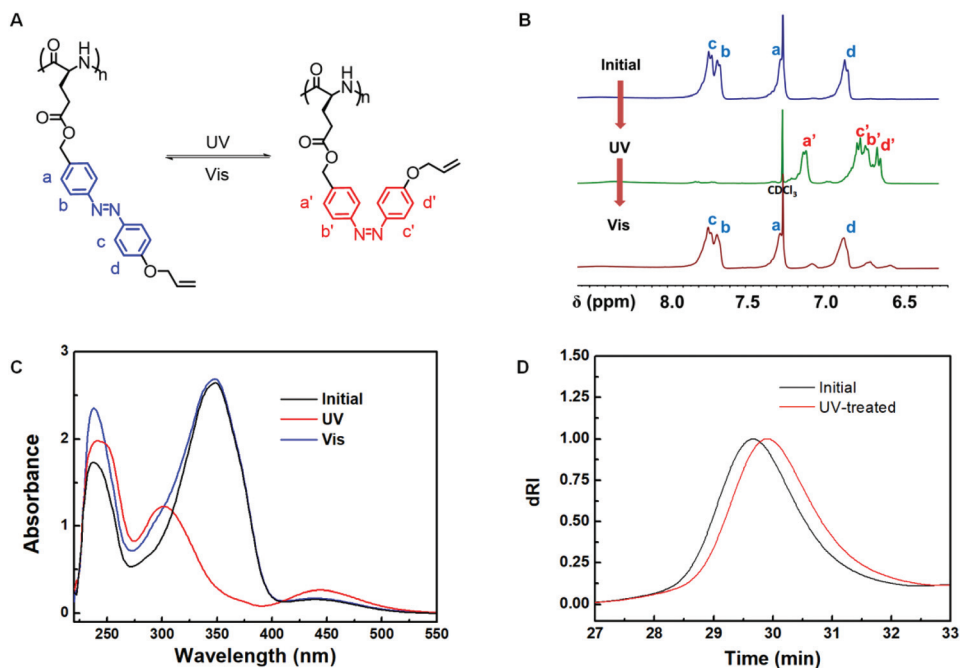 A
O
H
N
n
O
O
a
b
N=N
c
d
O
UV
Vis
O
H
N
n
O
O
O
a'
d'
b'
N=N
c'
B
Initial
UV
Vis
c
b
a
d
a'
c'
b'
d'
CDCl3
c
b
a
d
δ (ppm)
8.0
7.5
7.0
6.5
C
Absorbance
3
2
1
0
Initial
UV
Vis
250
300
350
400
450
500
550
Wavelength (nm)
D
dRI
1.50
1.25
1.00
0.75
0.50
0.25
0.00
Initial
UV-treated
27
28
29
30
31
32
33
Time (min)